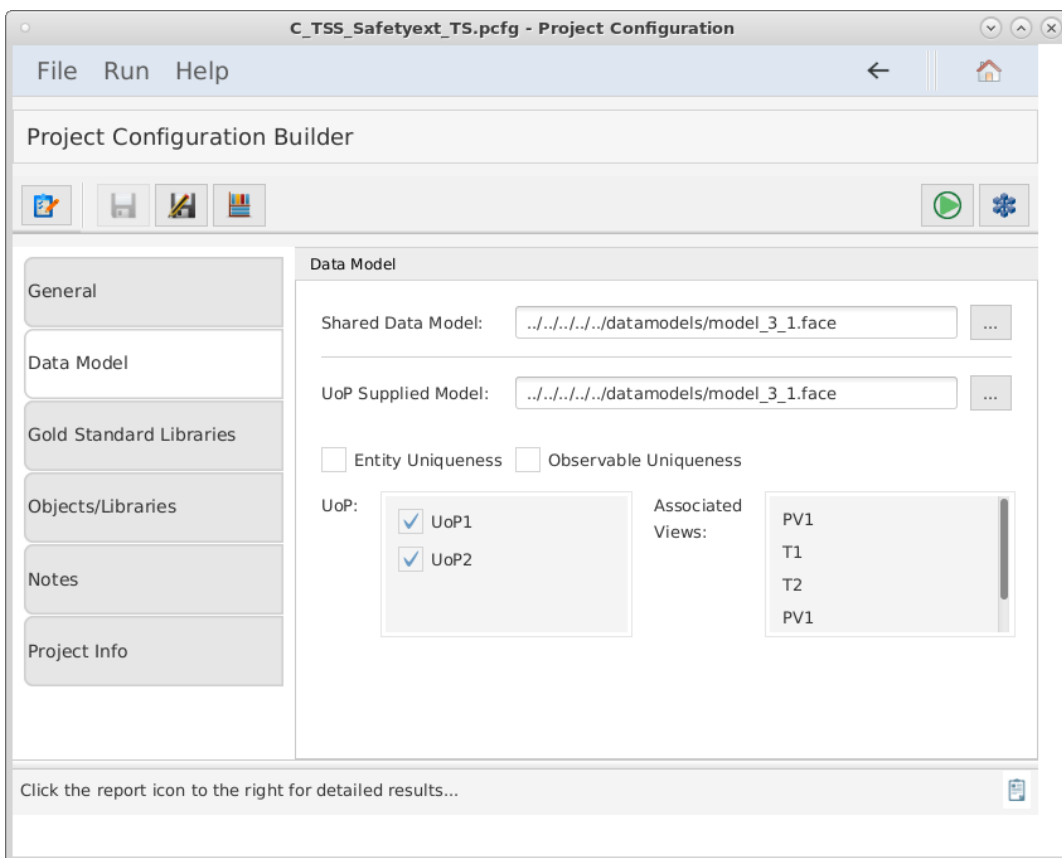 C_TSS_Safetyext_TS.pcfg - Project Configuration
File Run Help
Project Configuration Builder
General
Data Model
Gold Standard Libraries
Objects/Libraries
Notes
Project Info
Data Model
Shared Data Model: ../../../../../datamodels/model_3_1.face ...
UoP Supplied Model: ../../../../../datamodels/model_3_1.face ...
Entity Uniqueness Observable Uniqueness
UoP:
UoP1
UoP2
Associated
Views:
PV1
T1
T2
PV1
Click the report icon to the right for detailed results...